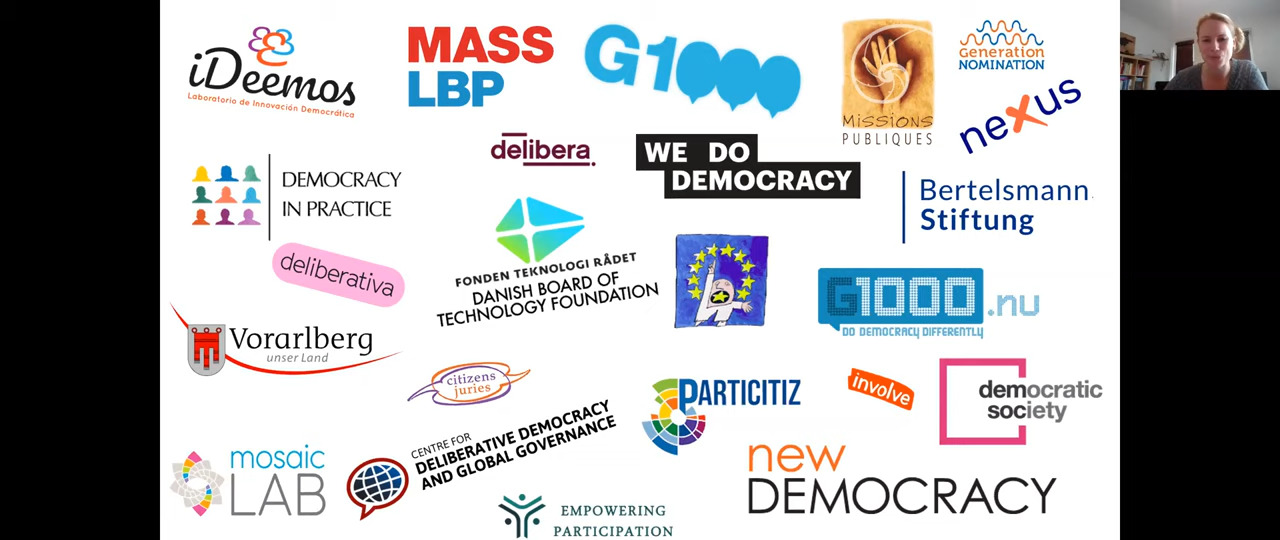 iDeemos
Laboratorio de Innovación Democrática
MASS
LBP
G1000
MiSSiONS
PUBLIQUES
Generation
NOMINATION
nexus
delibera.
WE DO
DEMOCRACY
DEMOCRACY
IN PRACTICE
Bertelsmann
Stiftung
deliberativa
FONDEN TEKNOLOGI RÅDET
DANISH BOARD OF
TECHNOLOGY FOUNDATION
G1000.nu
DO DEMOCRACY DIFFERENTLY
Vorarlberg
unser Land
citizens
juries
PARTICITIZ
involve
democratic
society
CENTRE FOR
DELIBERATIVE DEMOCRACY
AND GLOBAL GOVERNANCE
mosaic
LAB
new
DEMOCRACY
EMPOWERING
PARTICIPATION